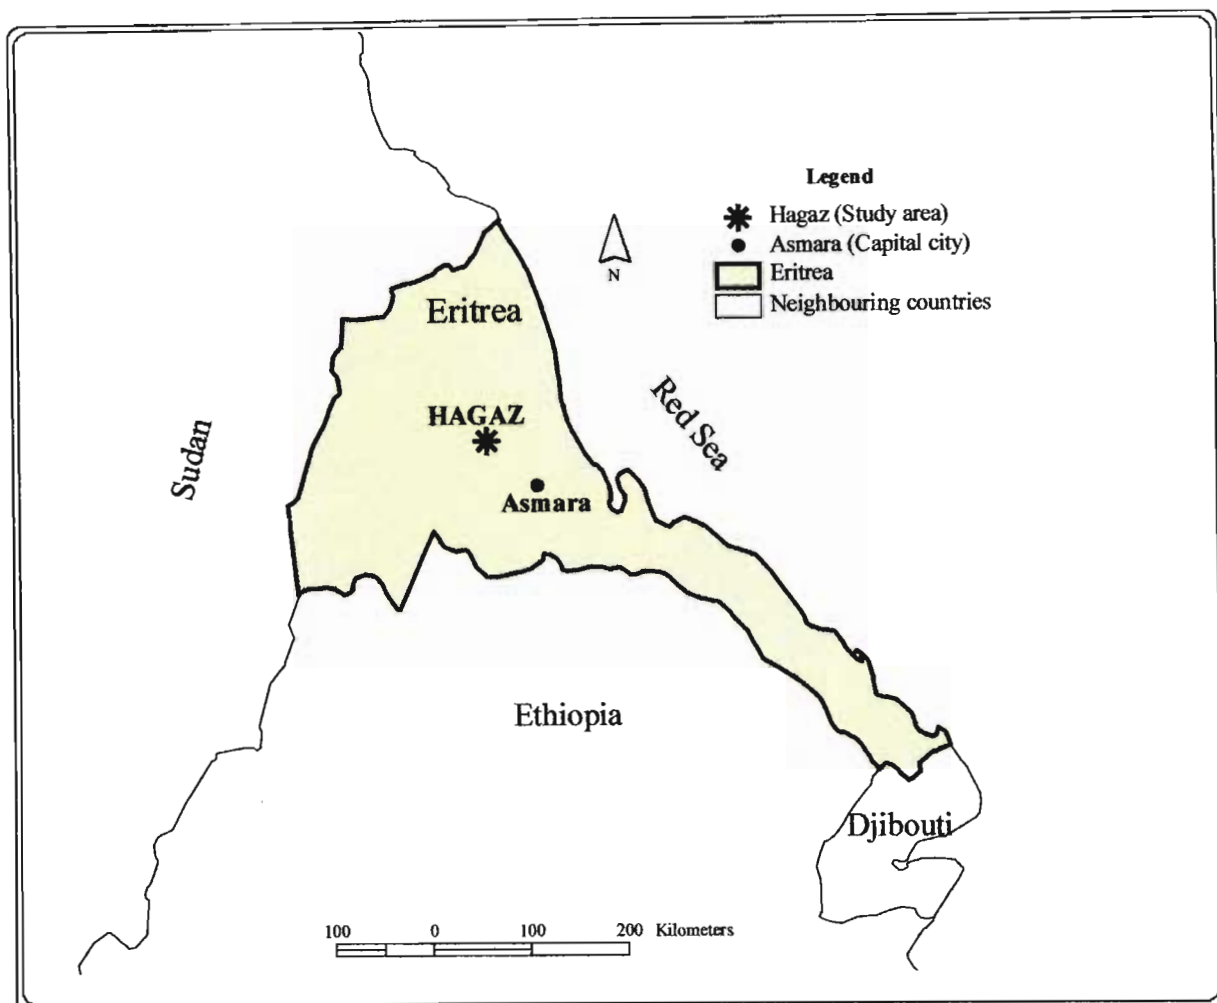 Legend
Hagaz (Study area)
Asmara (Capital city)
Eritrea
Neighbouring countries
N
Eritrea
HAGAZ
Red Sea
Sudan
Asmara
Ethiopia
Djibouti
100 0 100 200 Kilometers